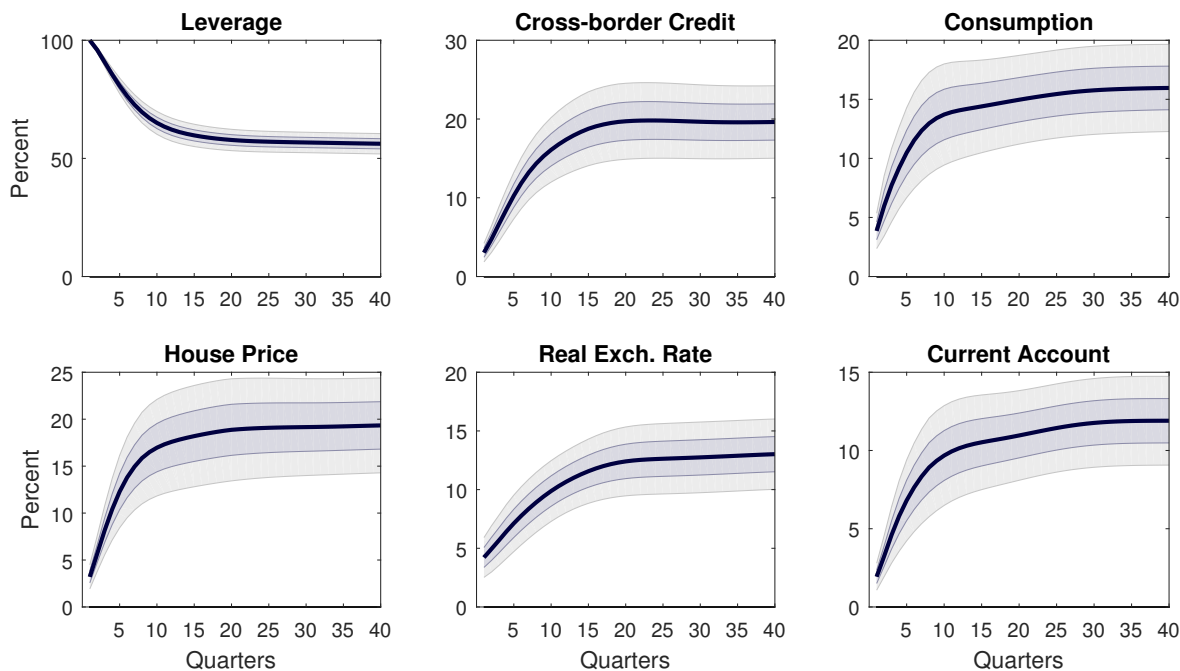 Leverage
Cross-border Credit
Consumption
100
50
0
Percent
5 10 15 20 25 30 35 40
30
20
10
0
5 10 15 20 25 30 35 40
20
15
10
5
0
5 10 15 20 25 30 35 40
House Price
Real Exch. Rate
Current Account
25
20
15
10
5
0
Percent
5 10 15 20 25 30 35 40
Quarters
20
15
10
5
0
5 10 15 20 25 30 35 40
Quarters
15
10
5
0
5 10 15 20 25 30 35 40
Quarters